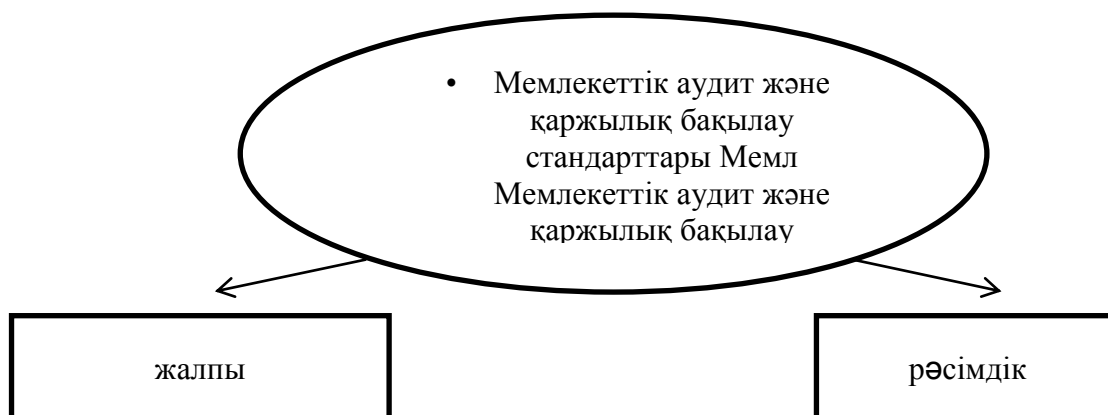 • Мемлекеттік аудит және
қаржылық бақылау
стандарттары Мемл
Мемлекеттік аудит және
қаржылық бақылау
жалпы
рәсімдік